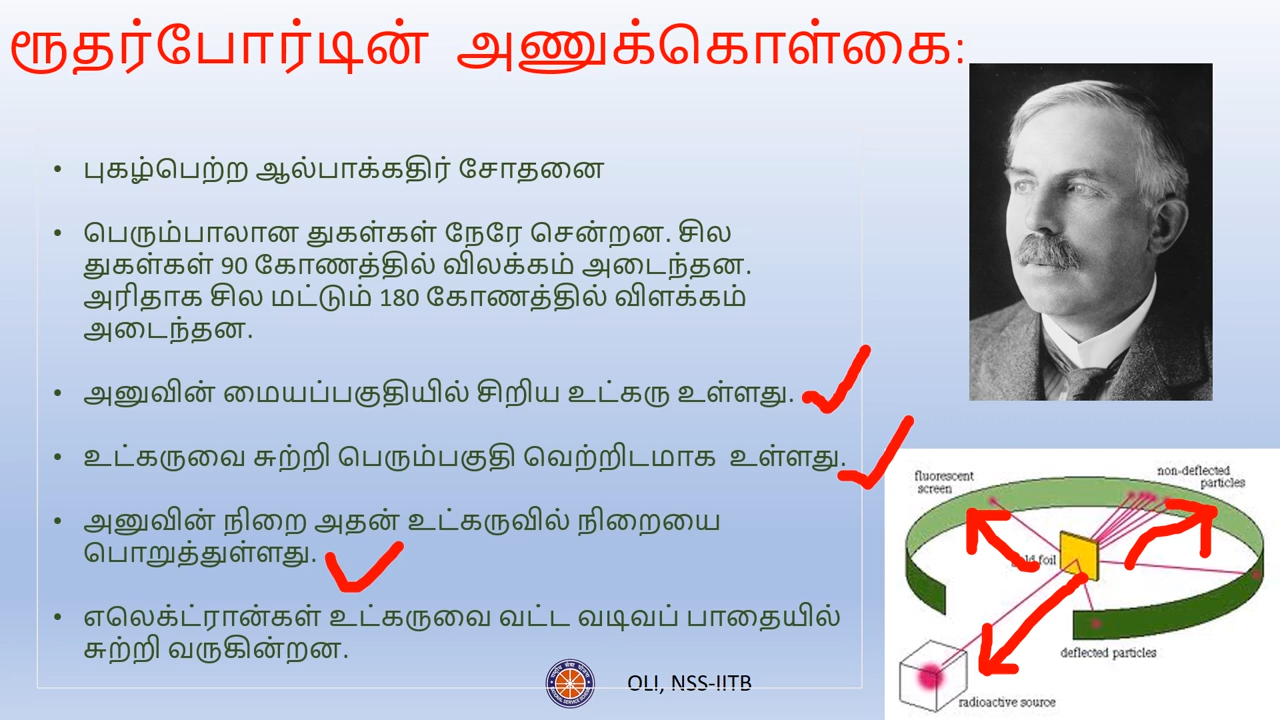 ரூதர்போர்டின் அணுக்கொள்கை:
• புகழ்பெற்ற ஆல்பாக்கதிர் சோதனை
• பெரும்பாலான துகள்கள் நேரே சென்றன. சில
துகள்கள் 90 கோணத்தில் விலக்கம் அடைந்தன.
அரிதாக சில மட்டும் 180 கோணத்தில் விளக்கம்
அடைந்தன.
• அனுவின் மையப்பகுதியில் சிறிய உட்கரு உள்ளது.
• உட்கருவை சுற்றி பெரும்பகுதி வெற்றிடமாக உள்ளது.
• அனுவின் நிறை அதன் உட்கருவில் நிறையை
பொறுத்துள்ளது.
• எலெக்ட்ரான்கள் உட்கருவை வட்ட வடிவப் பாதையில்
சுற்றி வருகின்றன.
OLI, NSS-IITB
fluorescent
screen
non-deflected
particles
foil
deflected particles
radioactive source